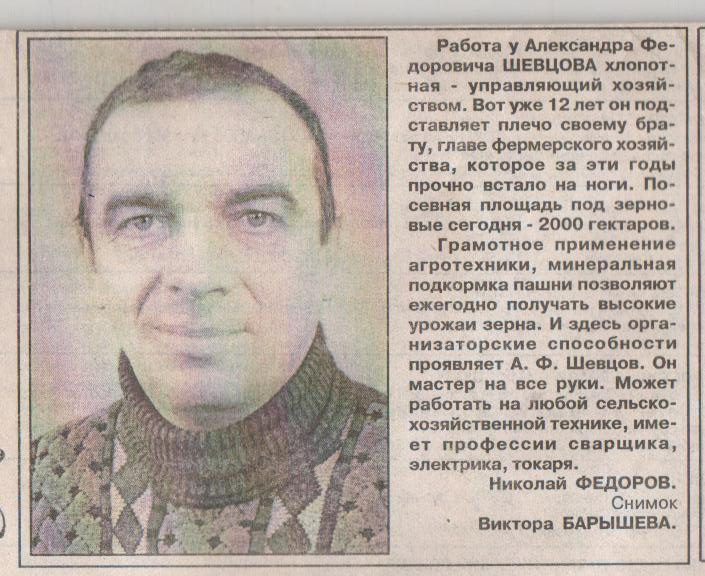 Работа у Александра Фе-
доровича ШЕВЦОВА хлопот-
ная - управляющий хозяй-
ством. Вот уже 12 лет он под-
ставляет плечо своему бра-
ту, главе фермерского хозяй-
ства, которое за эти годы
прочно встало на ноги. По-
севная площадь под зерно-
вые сегодня - 2000 гектаров.
Грамотное применение
агротехники, минеральная
подкормка пашни позволяют
ежегодно получать высокие
урожаи зерна. И здесь орга-
низаторские способности
проявляет А. Ф. Шевцов. Он
мастер на все руки. Может
работать на любой сельско-
хозяйственной технике, име-
ет профессии сварщика,
электрика, токаря.
Николай ФЕДОРОВ.
Снимок
Виктора БАРЫШЕВА.